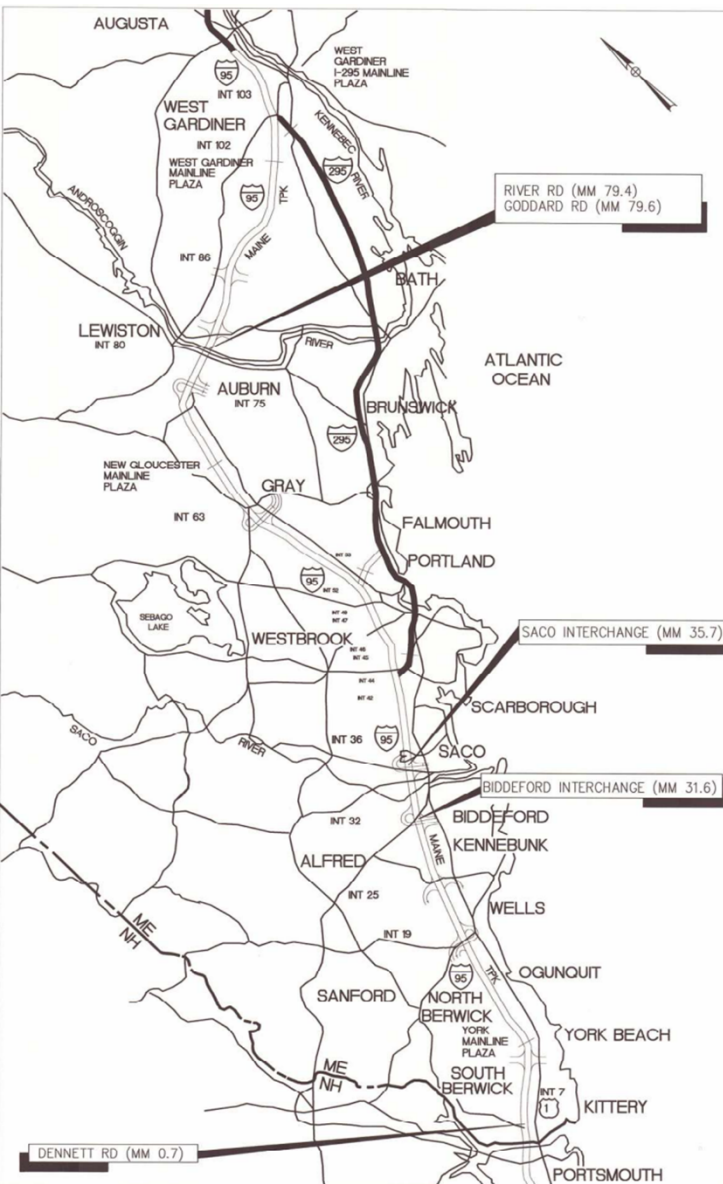 AUGUSTA
WEST
GARDINER
I-295 MAINLINE
PLAZA
95
INT 103
WEST
GARDINER
KENNEBEC
RIVER
INT 102
WEST GARDINER
MAINLINE
PLAZA
295
95
TPK
MAINE
ANDROSCOGGIN
RIVER RD (MM 79.4)
GODDARD RD (MM 79.6)
INT 86
BATH
LEWISTON
INT 80
RIVER
ATLANTIC
OCEAN
AUBURN
INT 75
BRUNSWICK
295
NEW GLOUCESTER
MAINLINE
PLAZA
GRAY
INT 63
FALMOUTH
PORTLAND
95
INT 52
INT 48
INT 47
SEBAGO
LAKE
WESTBROOK
INT 46
INT 45
SACO INTERCHANGE (MM 35.7)
INT 44
INT 42
SCARBOROUGH
SACO
RIVER
INT 36
95
SACO
BIDDEFORD INTERCHANGE (MM 31.6)
INT 32
BIDDEFORD
MAINE
KENNEBUNK
ALFRED
INT 25
WELLS
ME
NH
INT 19
95
TPK
OGUNQUIT
SANFORD
NORTH
BERWICK
YORK
MAINLINE
PLAZA
YORK BEACH
ME
NH
SOUTH
BERWICK
INT 7
1
KITTERY
DENNETT RD (MM 0.7)
PORTSMOUTH